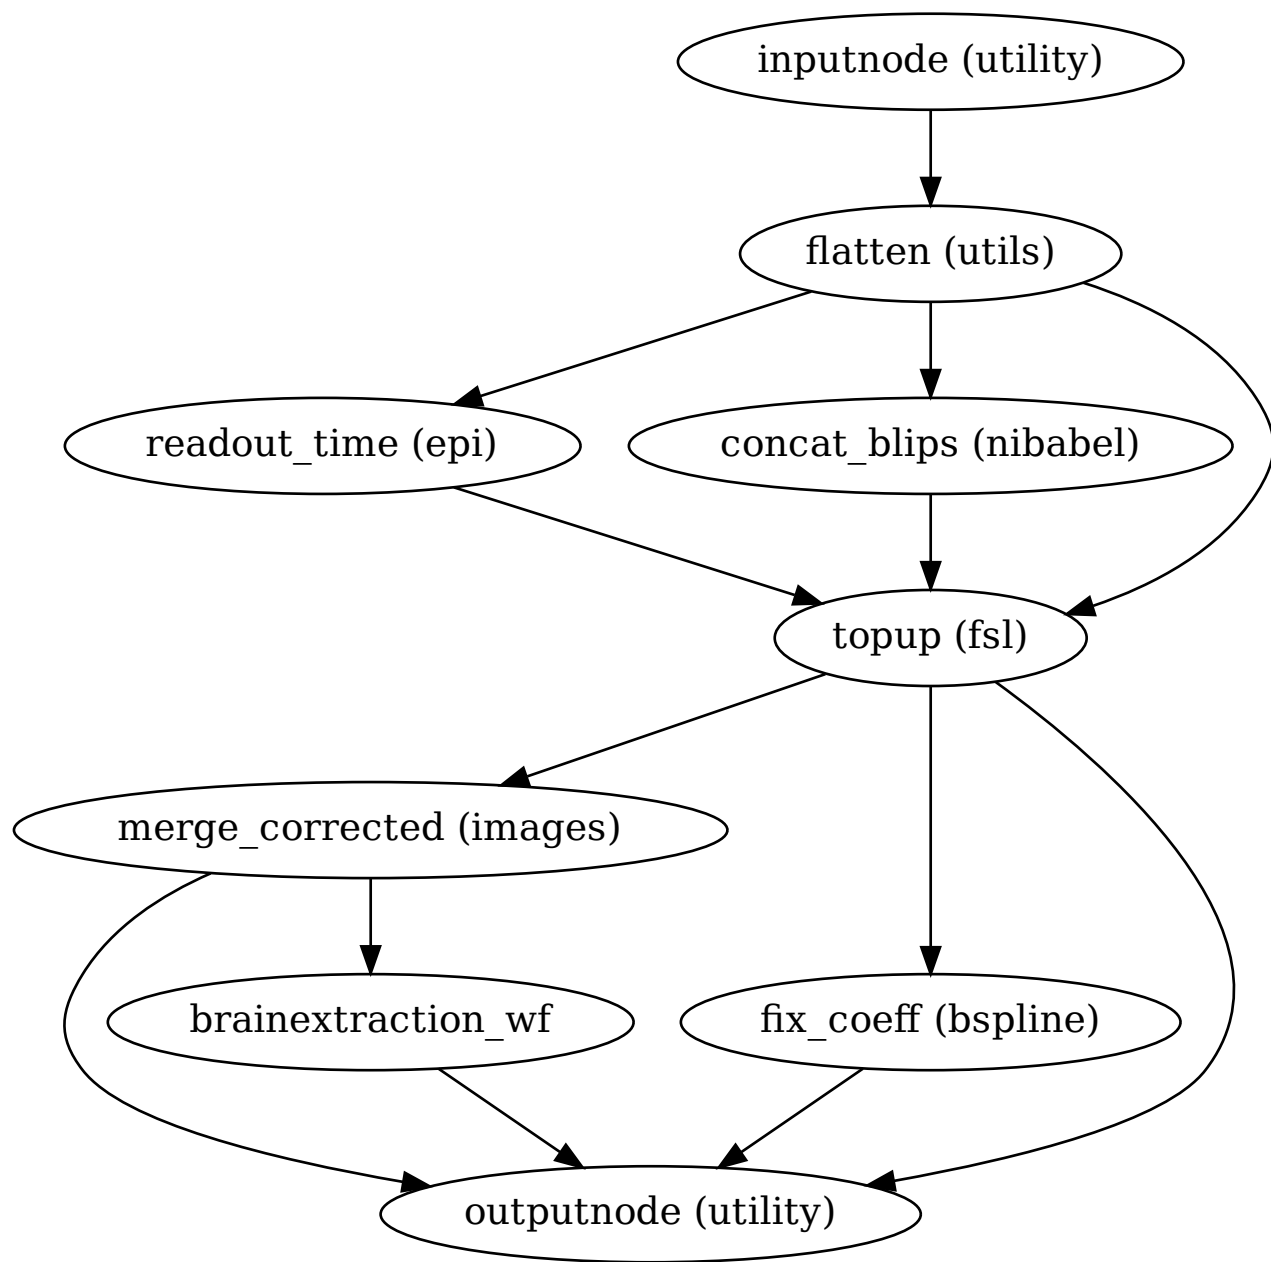 inputnode (utility)
flatten (utils)
readout_time (epi)
concat_blips (nibabel)
topup (fsl)
merge_corrected (images)
brainextraction_wf
fix_coeff (bspline)
outputnode (utility)